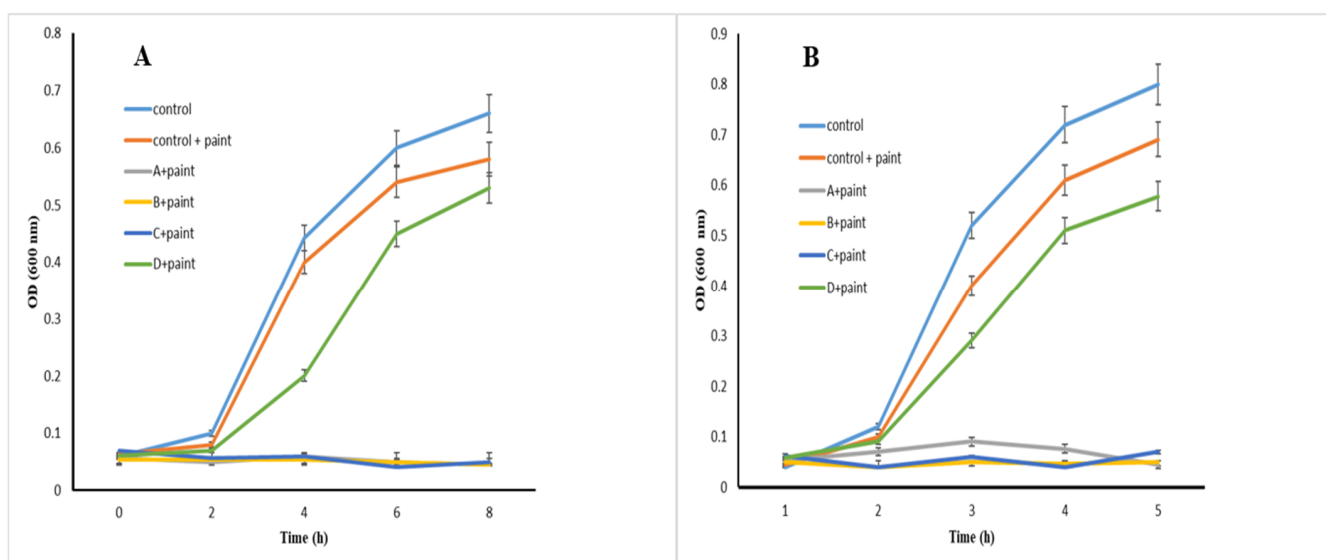 A
0.8
0.7
0.6
0.5
0.4
0.3
0.2
0.1
0
OD (600 nm)
control
control + paint
A+paint
B+paint
C+paint
D+paint
0 2 4 6 8
Time (h)
B
0.9
0.8
0.7
0.6
0.5
0.4
0.3
0.2
0.1
0
OD (600 nm)
control
control + paint
A+paint
B+paint
C+paint
D+paint
1 2 3 4 5
Time (h)